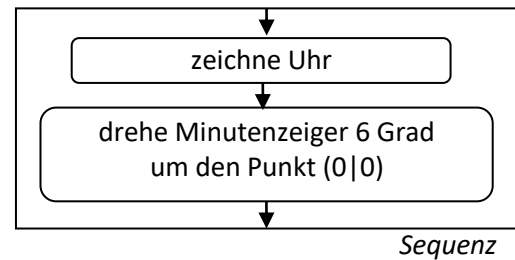 zeichne Uhr
drehe Minutenzeiger 6 Grad
um den Punkt (0|0)
Sequenz